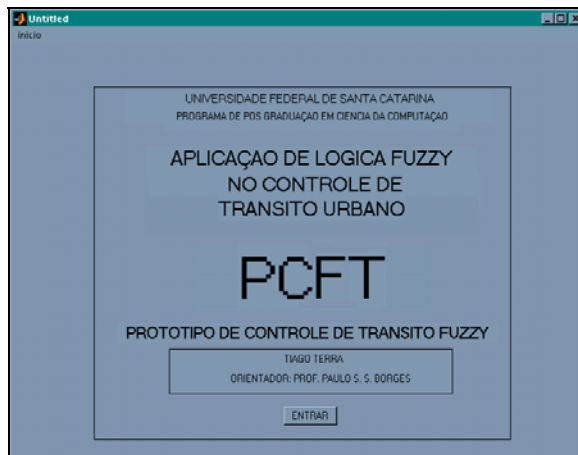 Untitled
inicio
UNIVERSIDADE FEDERAL DE SANTA CATARINA
PROGRAMA DE POS GRADUAÇAO EM CIENCIA DA COMPUTAÇAO
APLICAÇAO DE LOGICA FUZZY
NO CONTROLE DE
TRANSITO URBANO
PCFT
PROTOTIPO DE CONTROLE DE TRANSITO FUZZY
TIAGO TERRA
ORIENTADOR: PROF. PAULO S. S. BORGES
ENTRAR